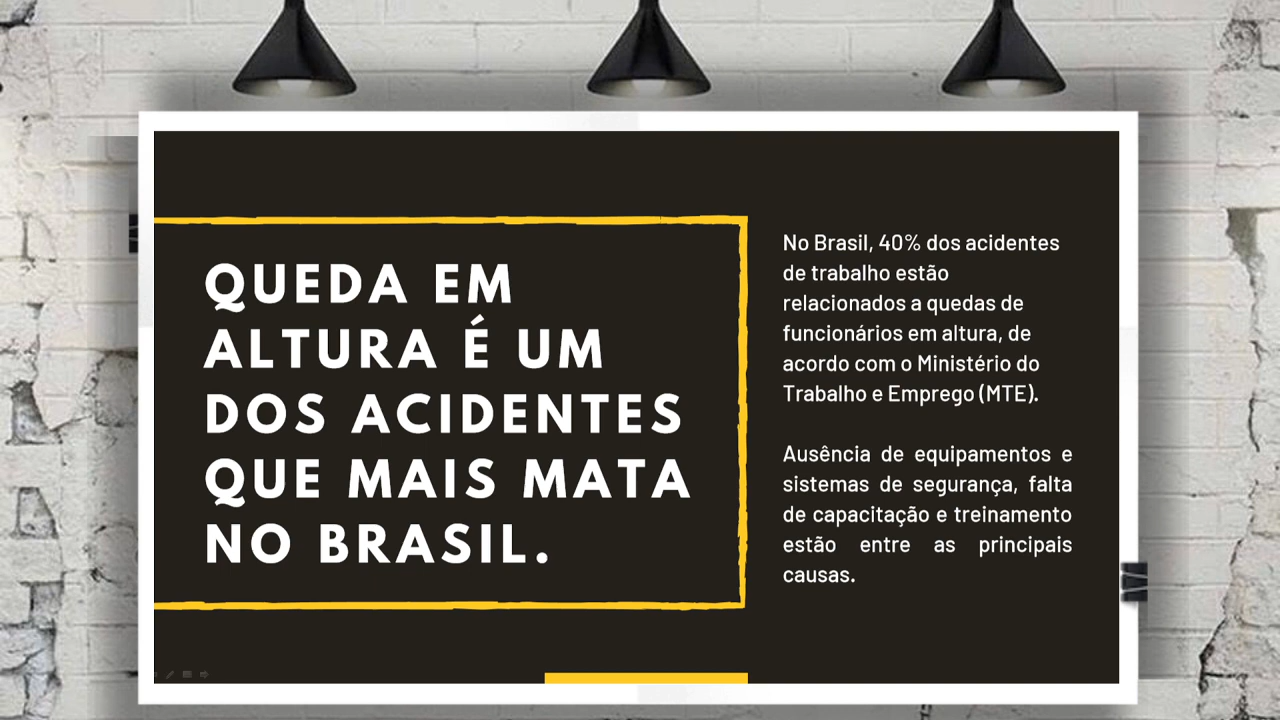 QUEDA EM
ALTURA É UM
DOS ACIDENTES
QUE MAIS MATA
NO BRASIL.
No Brasil, 40% dos acidentes
de trabalho estão
relacionados a quedas de
funcionários em altura, de
acordo com o Ministério do
Trabalho e Emprego (MTE).
Ausência de equipamentos e
sistemas de segurança, falta
de capacitação e treinamento
estão entre as principais
causas.